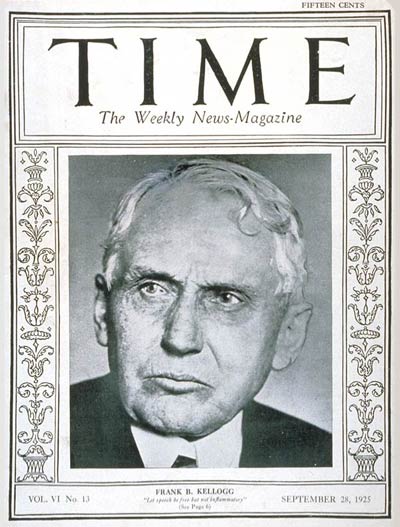 FIFTEEN CENTS
TIME
The Weekly News-Magazine
FRANK B. KELLOGG
"Let speech be free but not Inflammatory"
(See Page 6)
VOL. VI No. 13
SEPTEMBER 28, 1925